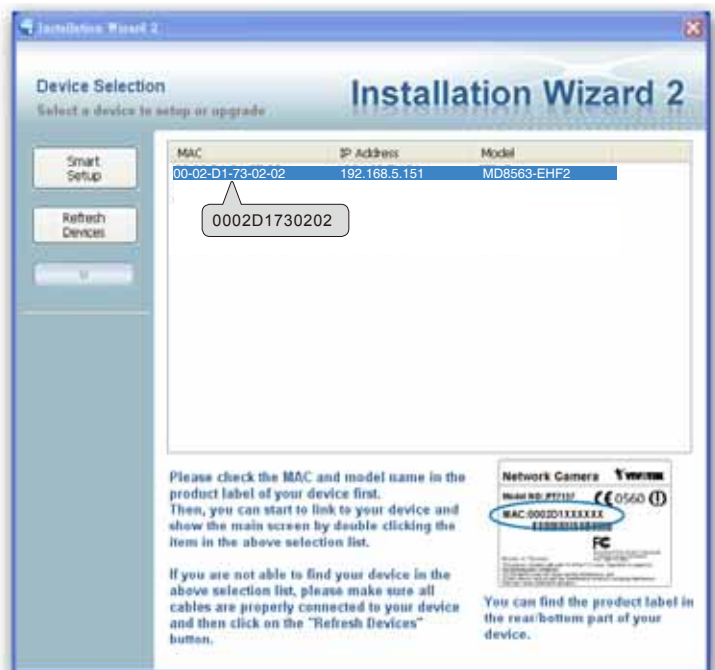 Installation Wizard 2
Device Selection
Select a device to setup or upgrade
Installation Wizard 2
Smart
Setup
Refresh
Devices
MAC IP Address Model
00-02-D1-73-02-02 192.168.5.151 MD8563-EHF2
0002D1730202
Please check the MAC and model name in the
product label of your device first.
Then, you can start to link to your device and
show the main screen by double clicking the
item in the above selection list.
If you are not able to find your device in the
above selection list, please make sure all
cables are properly connected to your device
and then click on the "Refresh Devices"
button.
Network Camera
Model NO: PT7137
0560
MAC:0002D1XXXXXX
FC
You can find the product label in
the rear/bottom part of your
device.